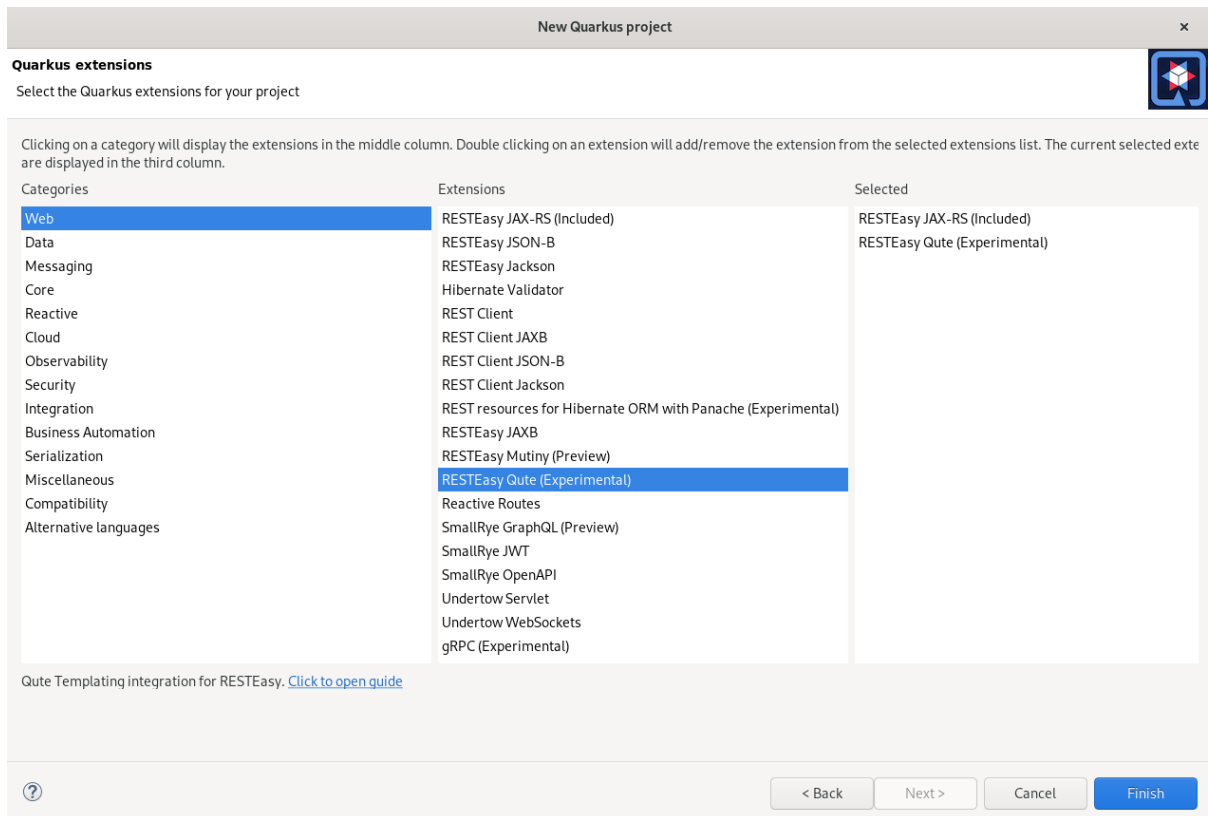 New Quarkus project
×
Quarkus extensions
Select the Quarkus extensions for your project
Clicking on a category will display the extensions in the middle column. Double clicking on an extension will add/remove the extension from the selected extensions list. The current selected exte
are displayed in the third column.
Categories
Web
Data
Messaging
Core
Reactive
Cloud
Observability
Security
Integration
Business Automation
Serialization
Miscellaneous
Compatibility
Alternative languages
Extensions
RESTEasy JAX-RS (Included)
RESTEasy JSON-B
RESTEasy Jackson
Hibernate Validator
REST Client
REST Client JAXB
REST Client JSON-B
REST Client Jackson
REST resources for Hibernate ORM with Panache (Experimental)
RESTEasy JAXB
RESTEasy Mutiny (Preview)
RESTEasy Qute (Experimental)
Reactive Routes
SmallRye GraphQL (Preview)
SmallRye JWT
SmallRye OpenAPI
Undertow Servlet
Undertow WebSockets
gRPC (Experimental)
Selected
RESTEasy JAX-RS (Included)
RESTEasy Qute (Experimental)
Qute Templating integration for RESTEasy. Click to open guide
?
< Back
Next >
Cancel
Finish